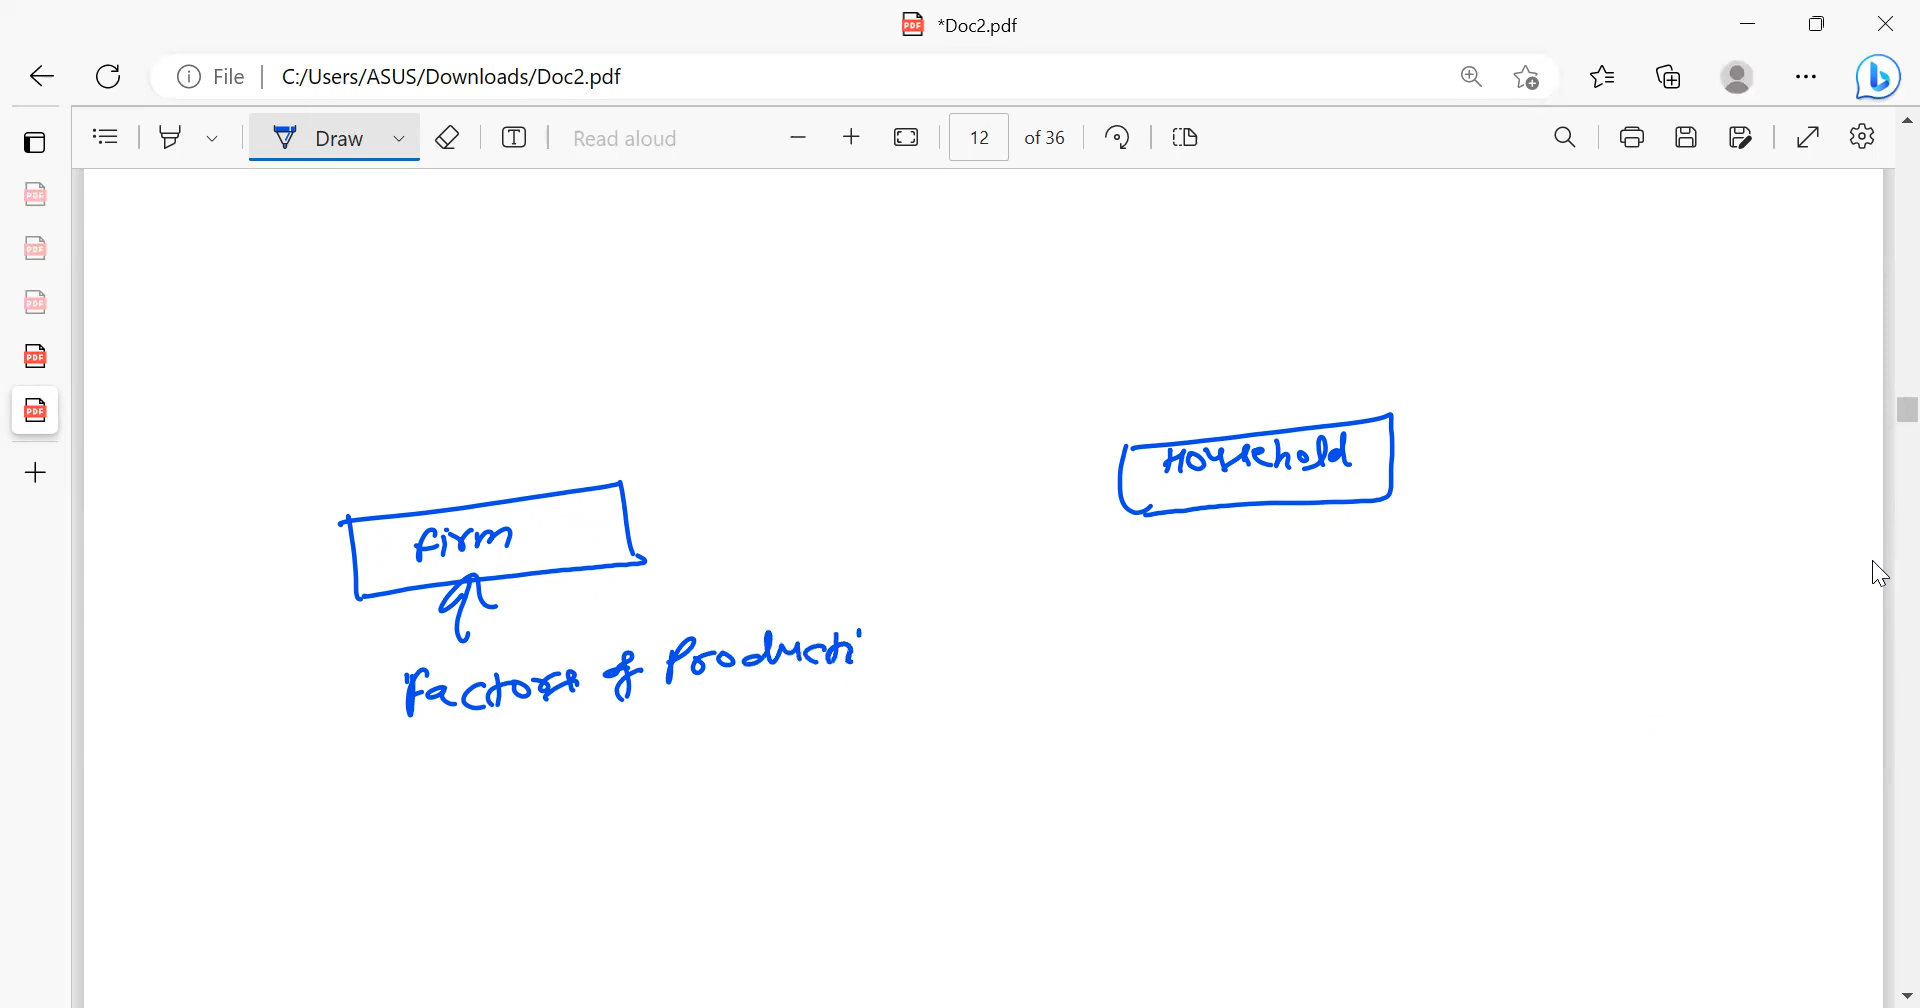 *Doc2.pdf
File C:/Users/ASUS/Downloads/Doc2.pdf
Draw Read aloud 12 of 36
Household
firm
Factors of Producti